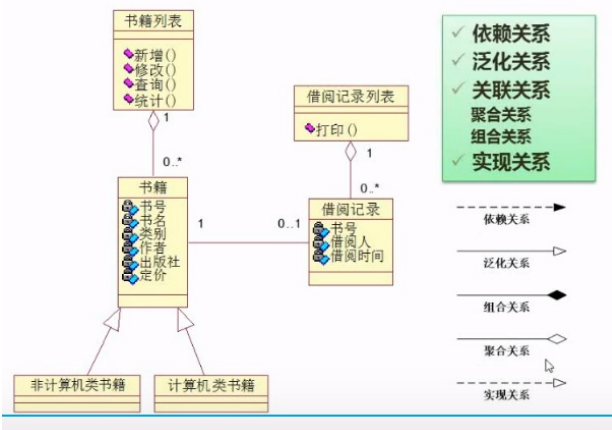 书籍列表
新增()
修改()
查询()
统计()
1
0..*
书籍
书号
书名
类别
作者
出版社
定价
非计算机类书籍
计算机类书籍
1
0..1
借阅记录列表
打印()
1
0..*
借阅记录
书号
借阅人
借阅时间
✓ 依赖关系
✓ 泛化关系
✓ 关联关系
聚合关系
组合关系
✓ 实现关系
依赖关系
泛化关系
组合关系
聚合关系
实现关系